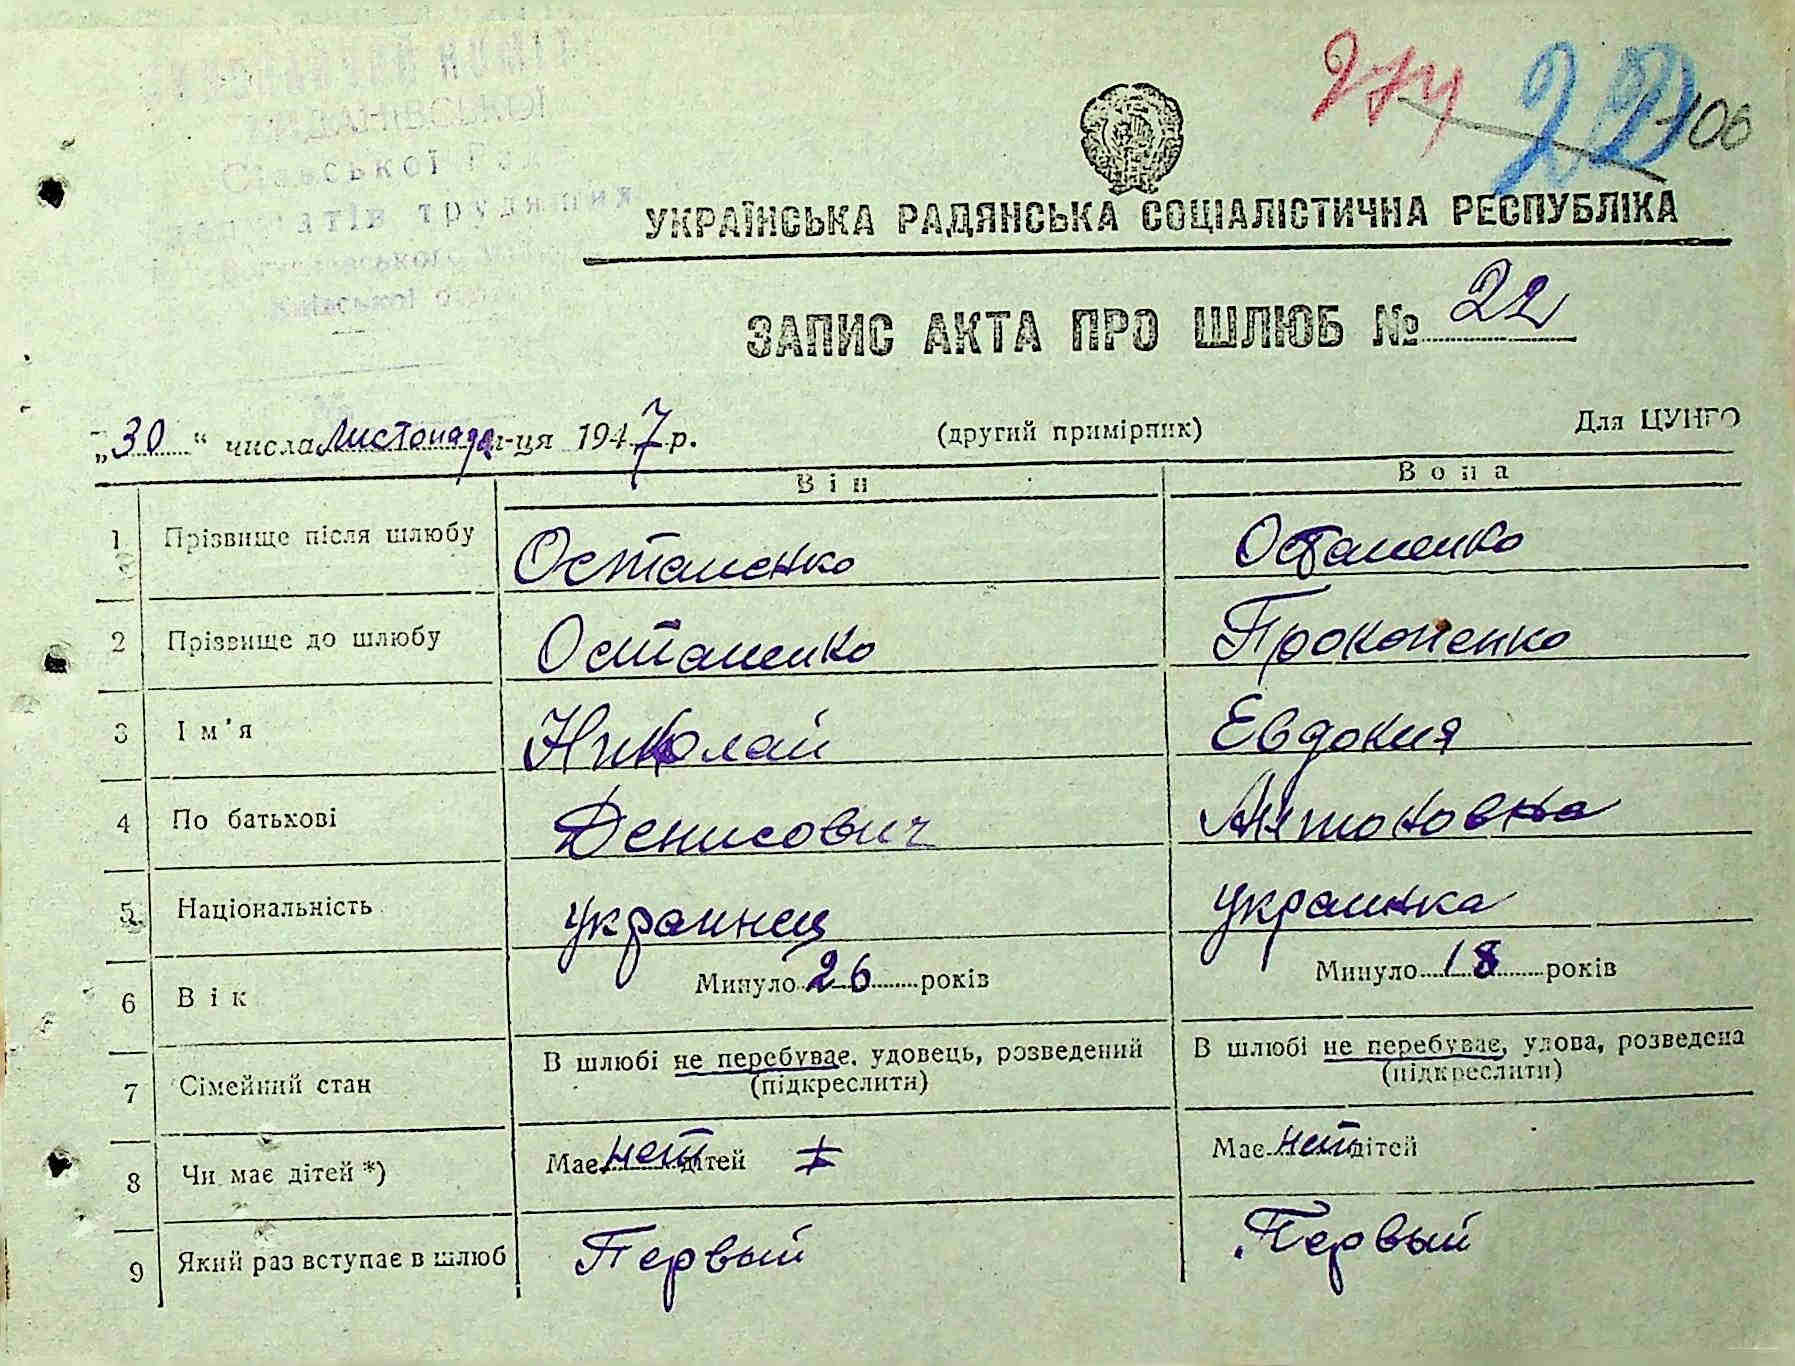 Сільської
трудящих
Київської
274 22 106
УКРАЇНСЬКА РАДЯНСЬКА СОЦІАЛІСТИЧНА РЕСПУБЛІКА
ЗАПИС АКТА ПРО ШЛЮБ № 22
„30“ числа Листопада м-ця 1947 р. (другий примірник) Для ЦУНГО
Він Вона
1 Прізвище після шлюбу Остапенко Остапенко
2 Прізвище до шлюбу Остапенко Прокопенко
3 Ім'я Николай Евдокия
4 По батькові Денисович Антоновна
5 Національність украинец украинка
6 Вік Минуло 26 років Минуло 18 років
7 Сімейний стан В шлюбі не перебуває, удовець, розведений В шлюбі не перебуває, удова, розведена
(підкреслити) (підкреслити)
8 Чи має дітей *) Має нет дітей Має нет дітей
9 Який раз вступає в шлюб Первый Первый